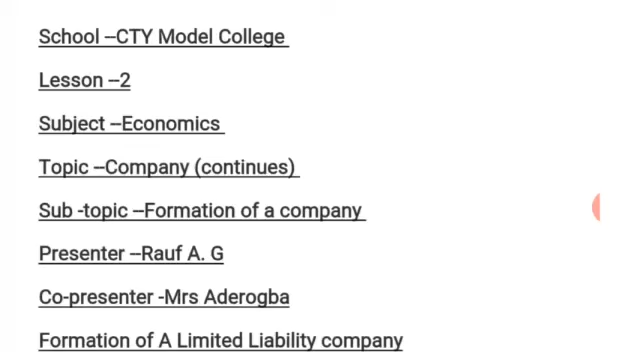 School --CTY Model College
Lesson --2
Subject --Economics
Topic --Company (continues)
Sub -topic --Formation of a company
Presenter --Rauf A. G
Co-presenter -Mrs Aderogba
Formation of A Limited Liability company